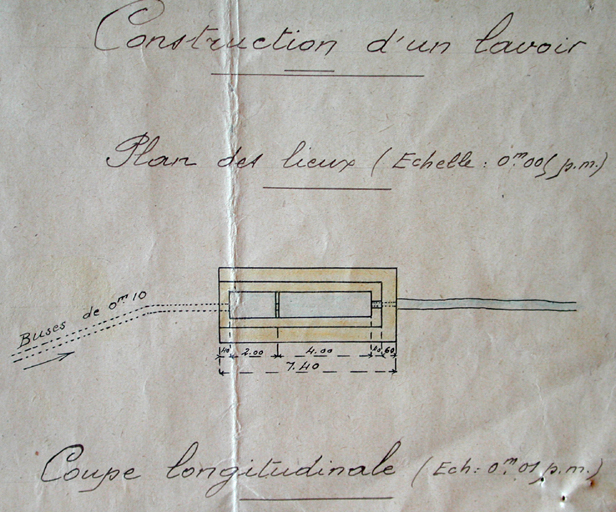 Construction d'un lavoir
Plan des lieux (Echelle: 0m005 p.m.)
Buses de 0m10
2.00 4.00 60
7.40
Coupe longitudinale (Ech: 0m01 p.m.)